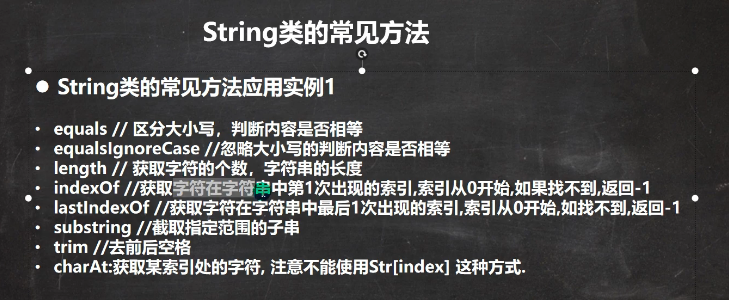 String类的常见方法
● String类的常见方法应用实例1
• equals // 区分大小写，判断内容是否相等
• equalsIgnoreCase //忽略大小写的判断内容是否相等
• length // 获取字符的个数，字符串的长度
• indexOf //获取字符在字符串中第1次出现的索引,索引从0开始,如果找不到,返回-1
• lastIndexOf //获取字符在字符串中最后1次出现的索引,索引从0开始,如找不到,返回-1
• substring //截取指定范围的子串
• trim //去前后空格
• charAt:获取某索引处的字符, 注意不能使用Str[index] 这种方式.